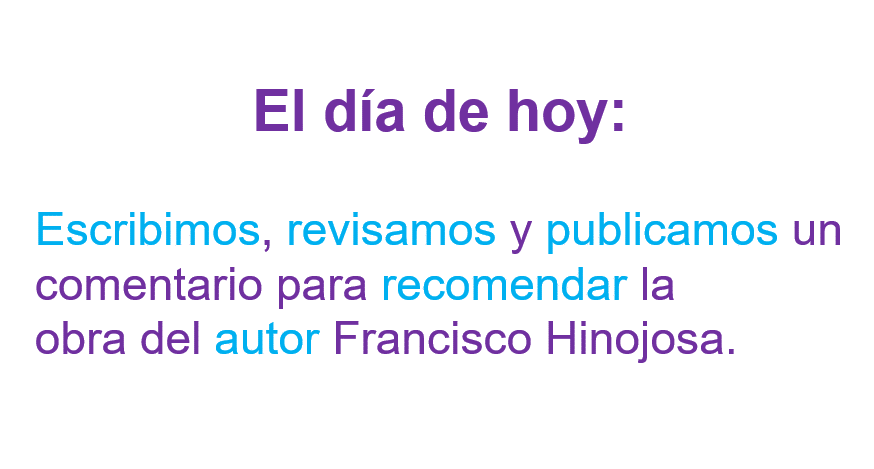 El día de hoy:
Escribimos, revisamos y publicamos un
comentario para recomendar la
obra del autor Francisco Hinojosa.